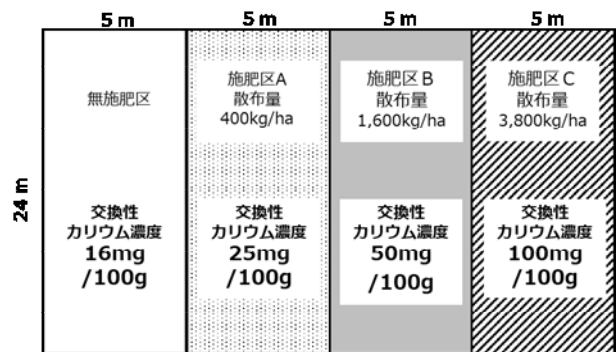 5 m
5 m
5 m
5 m
24 m
無施肥区
施肥区A
散布量
400kg/ha
施肥区B
散布量
1,600kg/ha
施肥区C
散布量
3,800kg/ha
交換性
カリウム濃度
16mg
/100g
交換性
カリウム濃度
25mg
/100g
交換性
カリウム濃度
50mg
/100g
交換性
カリウム濃度
100mg
/100g